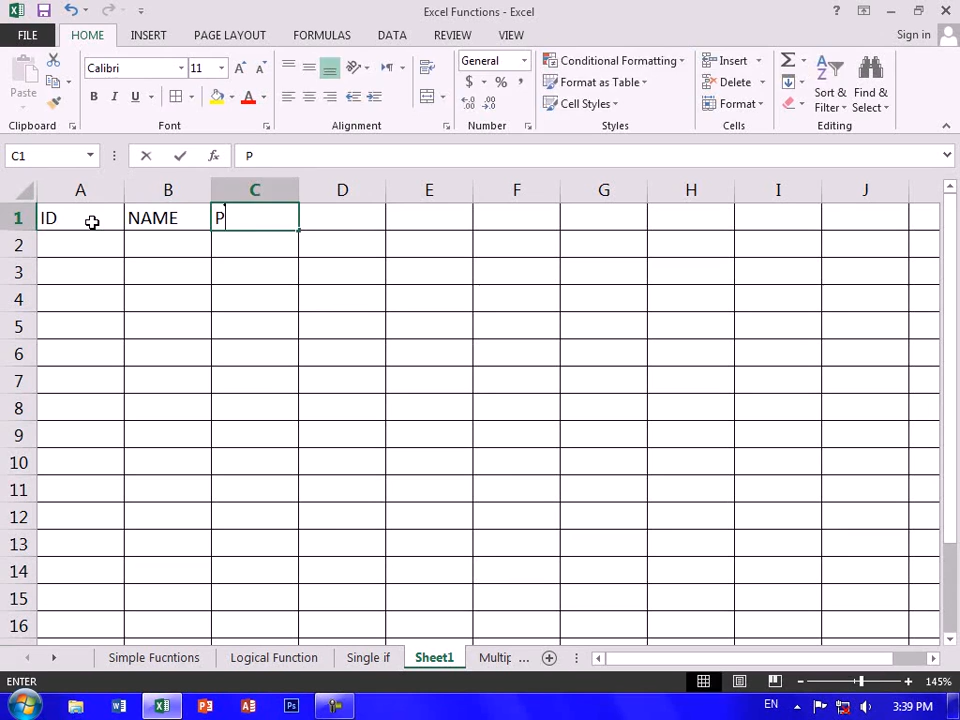 Excel Functions - Excel
FILE HOME INSERT PAGE LAYOUT FORMULAS DATA REVIEW VIEW Sign in
Paste
Calibri 11
B I U A
General
$ % ,
Conditional Formatting
Format as Table
Cell Styles
Insert
Delete
Format
Sort & Filter
Find & Select
Clipboard Font Alignment Number Styles Cells Editing
C1 fx P
A B C D E F G H I J
1 ID NAME P
2
3
4
5
6
7
8
9
10
11
12
13
14
15
16
Simple Fucntions Logical Function Single if Sheet1 Multip ...
ENTER 145%
EN 3:39 PM